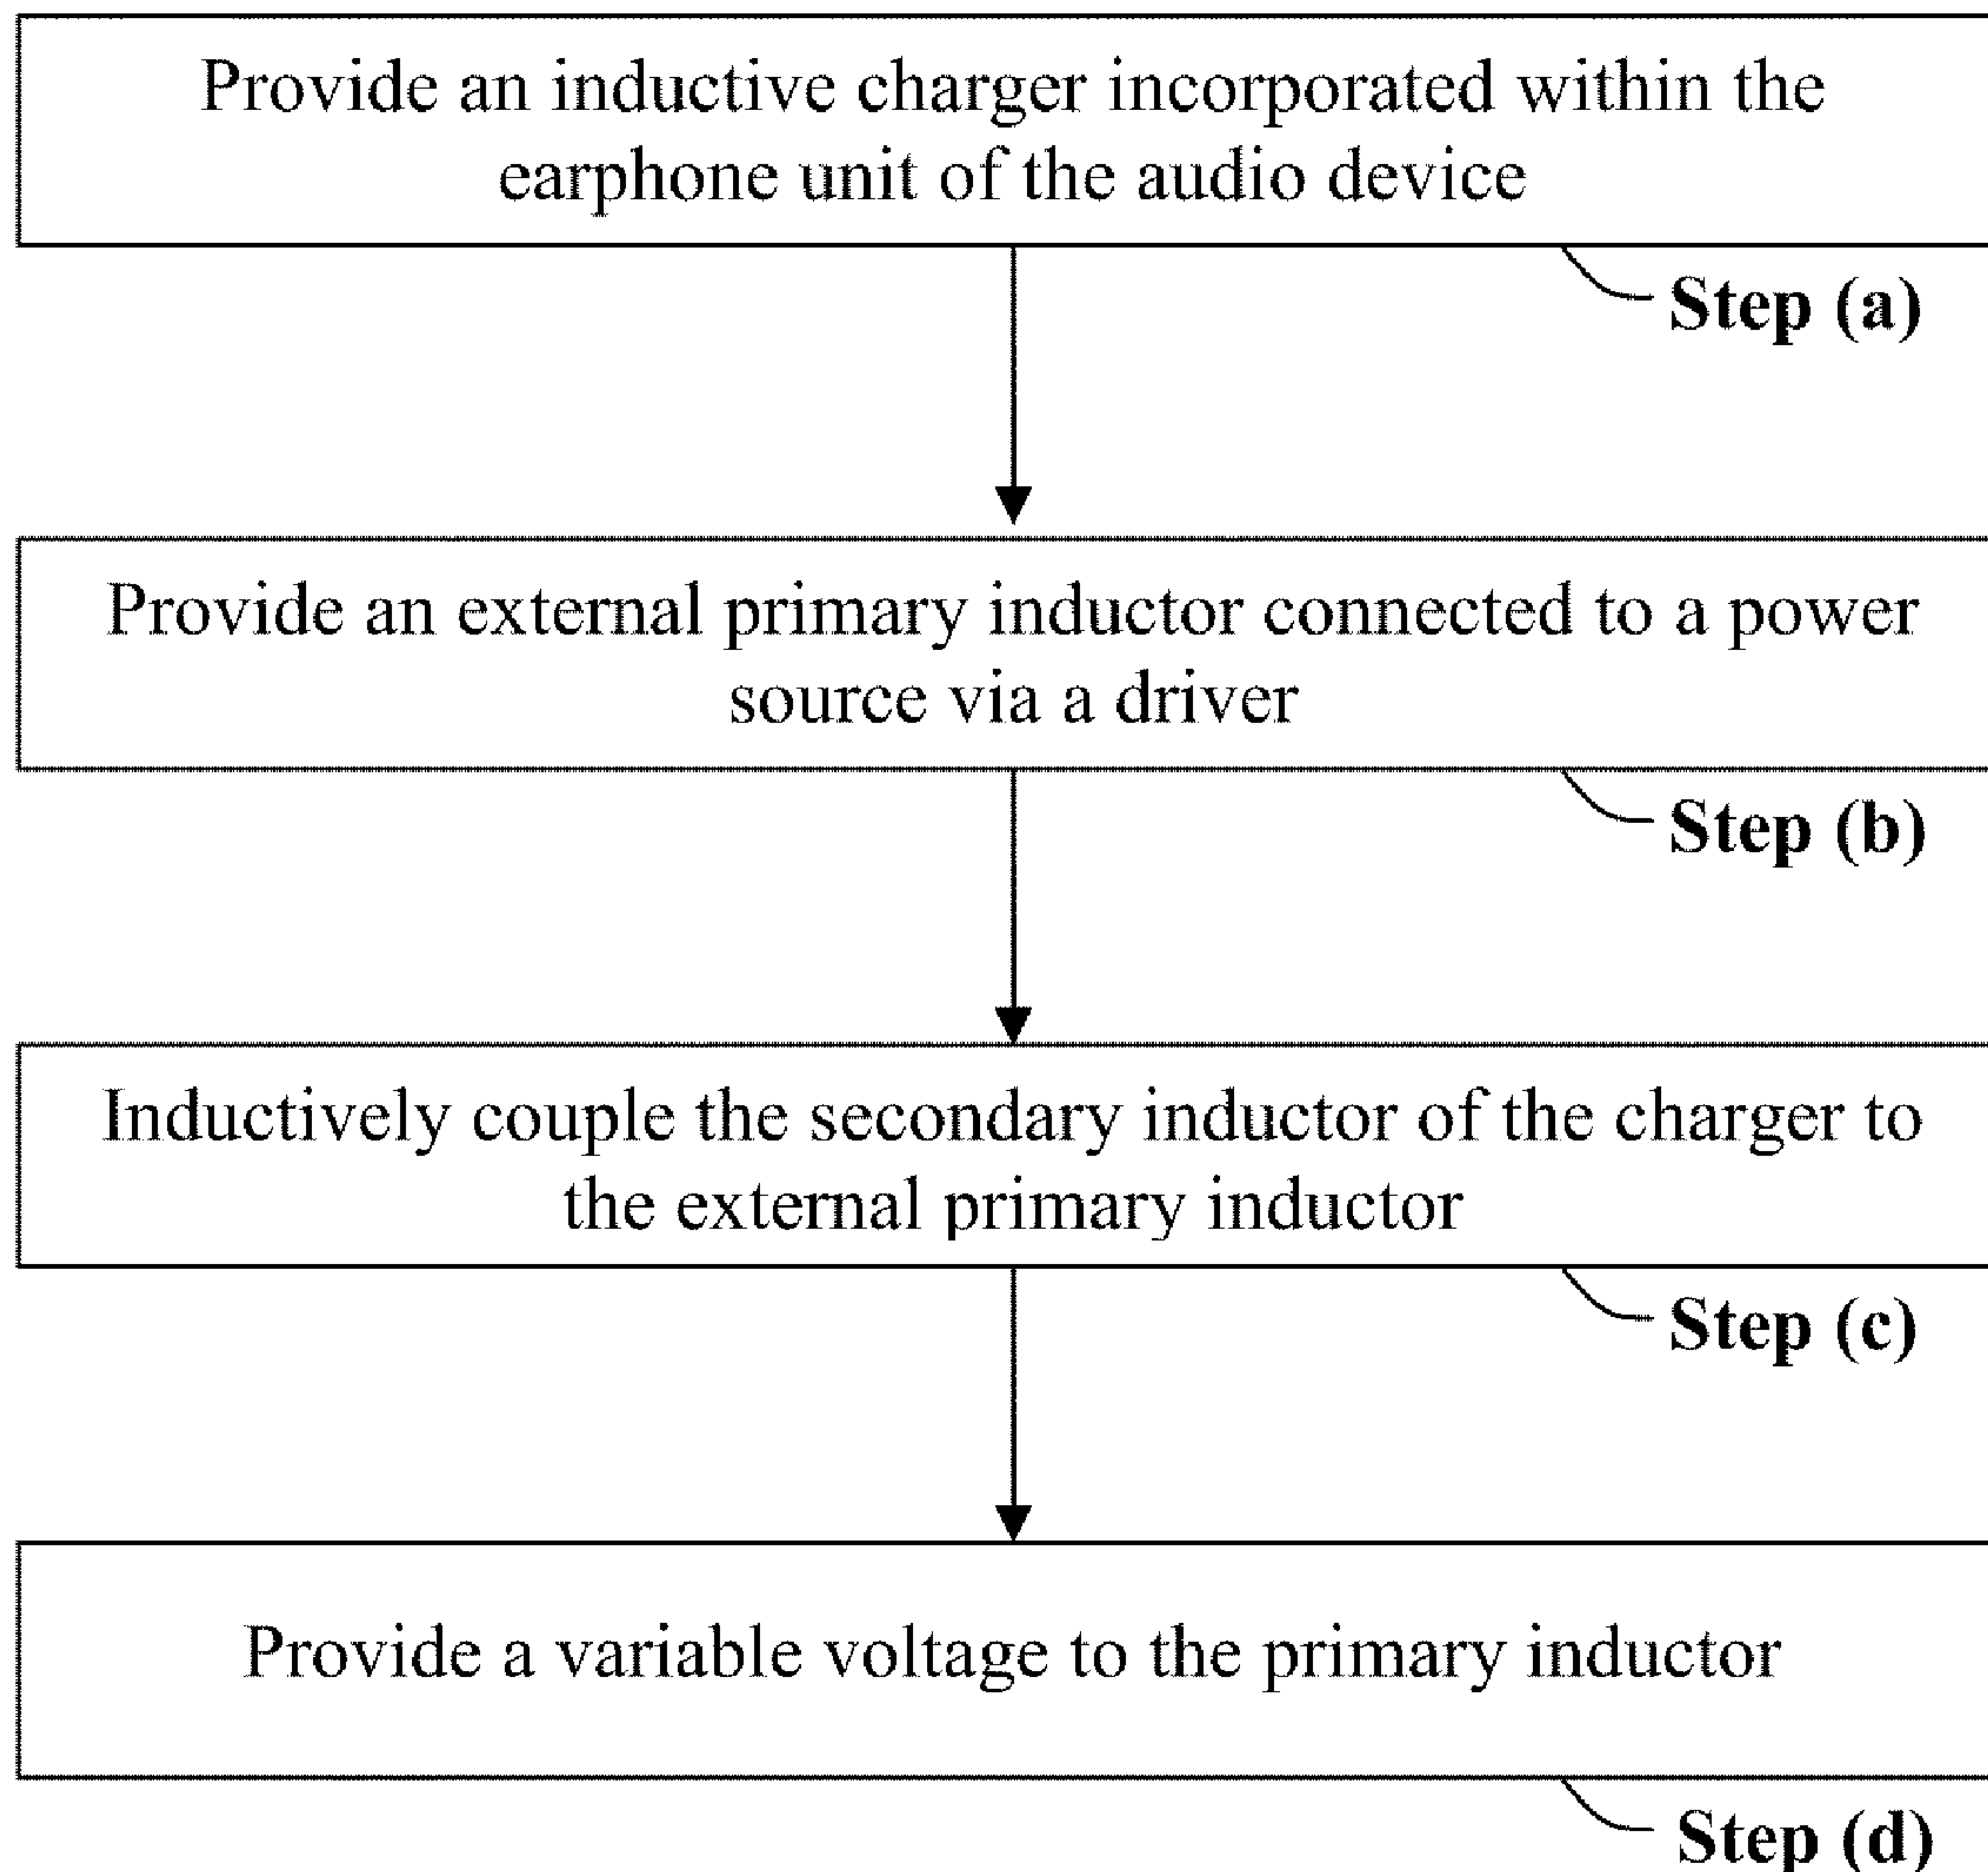 Provide an inductive charger incorporated within the
earphone unit of the audio device
Step (a)
Provide an external primary inductor connected to a power
source via a driver
Step (b)
Inductively couple the secondary inductor of the charger to
the external primary inductor
Step (c)
Provide a variable voltage to the primary inductor
Step (d)